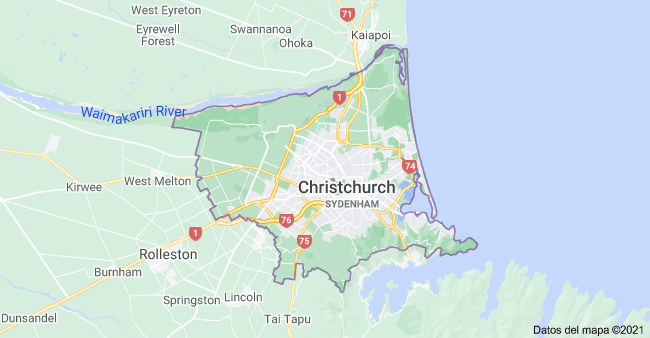 West Eyreton
71
Swannanoa
Eyrewell
Forest
Ohoka
Kaiapoi
1
Waimakariri River
74
Kirwee
West Melton
Christchurch
SYDENHAM
76
1
75
Rolleston
Burnham
Springston
Lincoln
Dunsandel
Tai Tapu
Datos del mapa ©2021